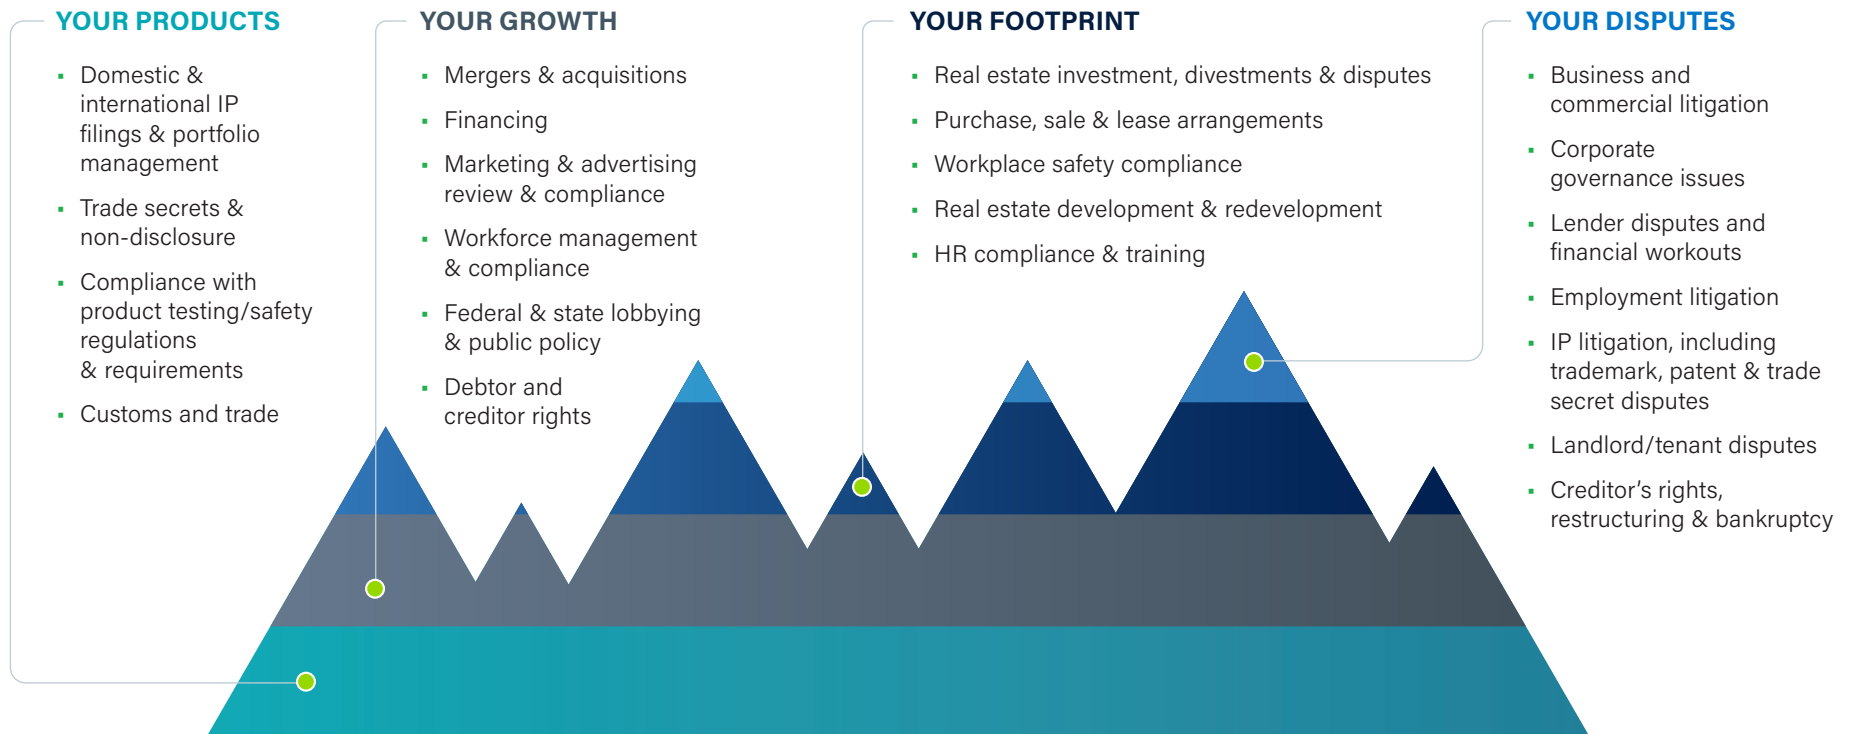 YOUR PRODUCTS
▪ Domestic &
international IP
filings & portfolio
management
▪ Trade secrets &
non-disclosure
▪ Compliance with
product testing/safety
regulations
& requirements
▪ Customs and trade
YOUR GROWTH
▪ Mergers & acquisitions
▪ Financing
▪ Marketing & advertising
review & compliance
▪ Workforce management
& compliance
▪ Federal & state lobbying
& public policy
▪ Debtor and
creditor rights
YOUR FOOTPRINT
▪ Real estate investment, divestments & disputes
▪ Purchase, sale & lease arrangements
▪ Workplace safety compliance
▪ Real estate development & redevelopment
▪ HR compliance & training
YOUR DISPUTES
▪ Business and
commercial litigation
▪ Corporate
governance issues
▪ Lender disputes and
financial workouts
▪ Employment litigation
▪ IP litigation, including
trademark, patent & trade
secret disputes
▪ Landlord/tenant disputes
▪ Creditor’s rights,
restructuring & bankruptcy